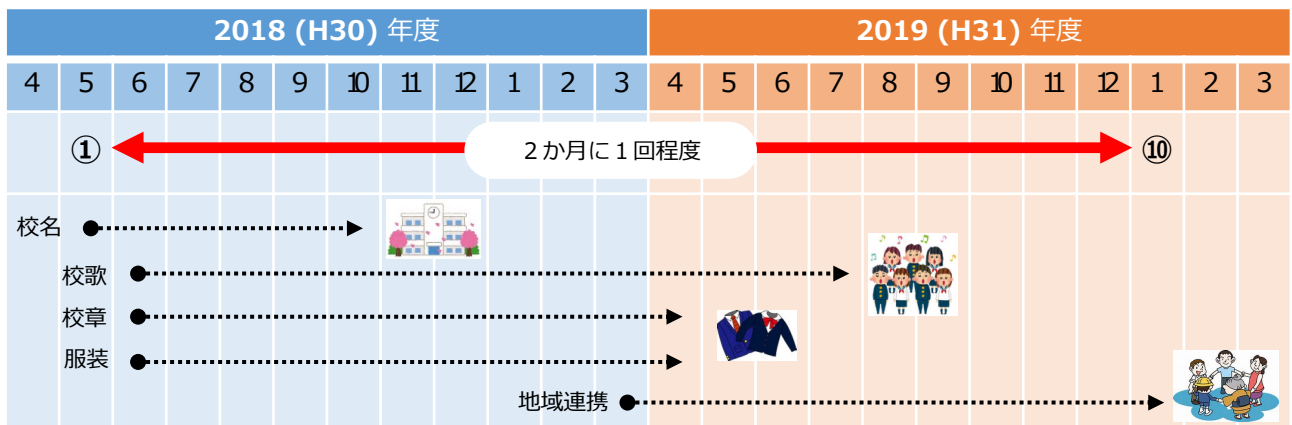 2018 (H30) 年度 2019 (H31) 年度
4 5 6 7 8 9 10 11 12 1 2 3 4 5 6 7 8 9 10 11 12 1 2 3
① 2か月に1回程度 ⑩
校名
校歌
校章
服装
地域連携